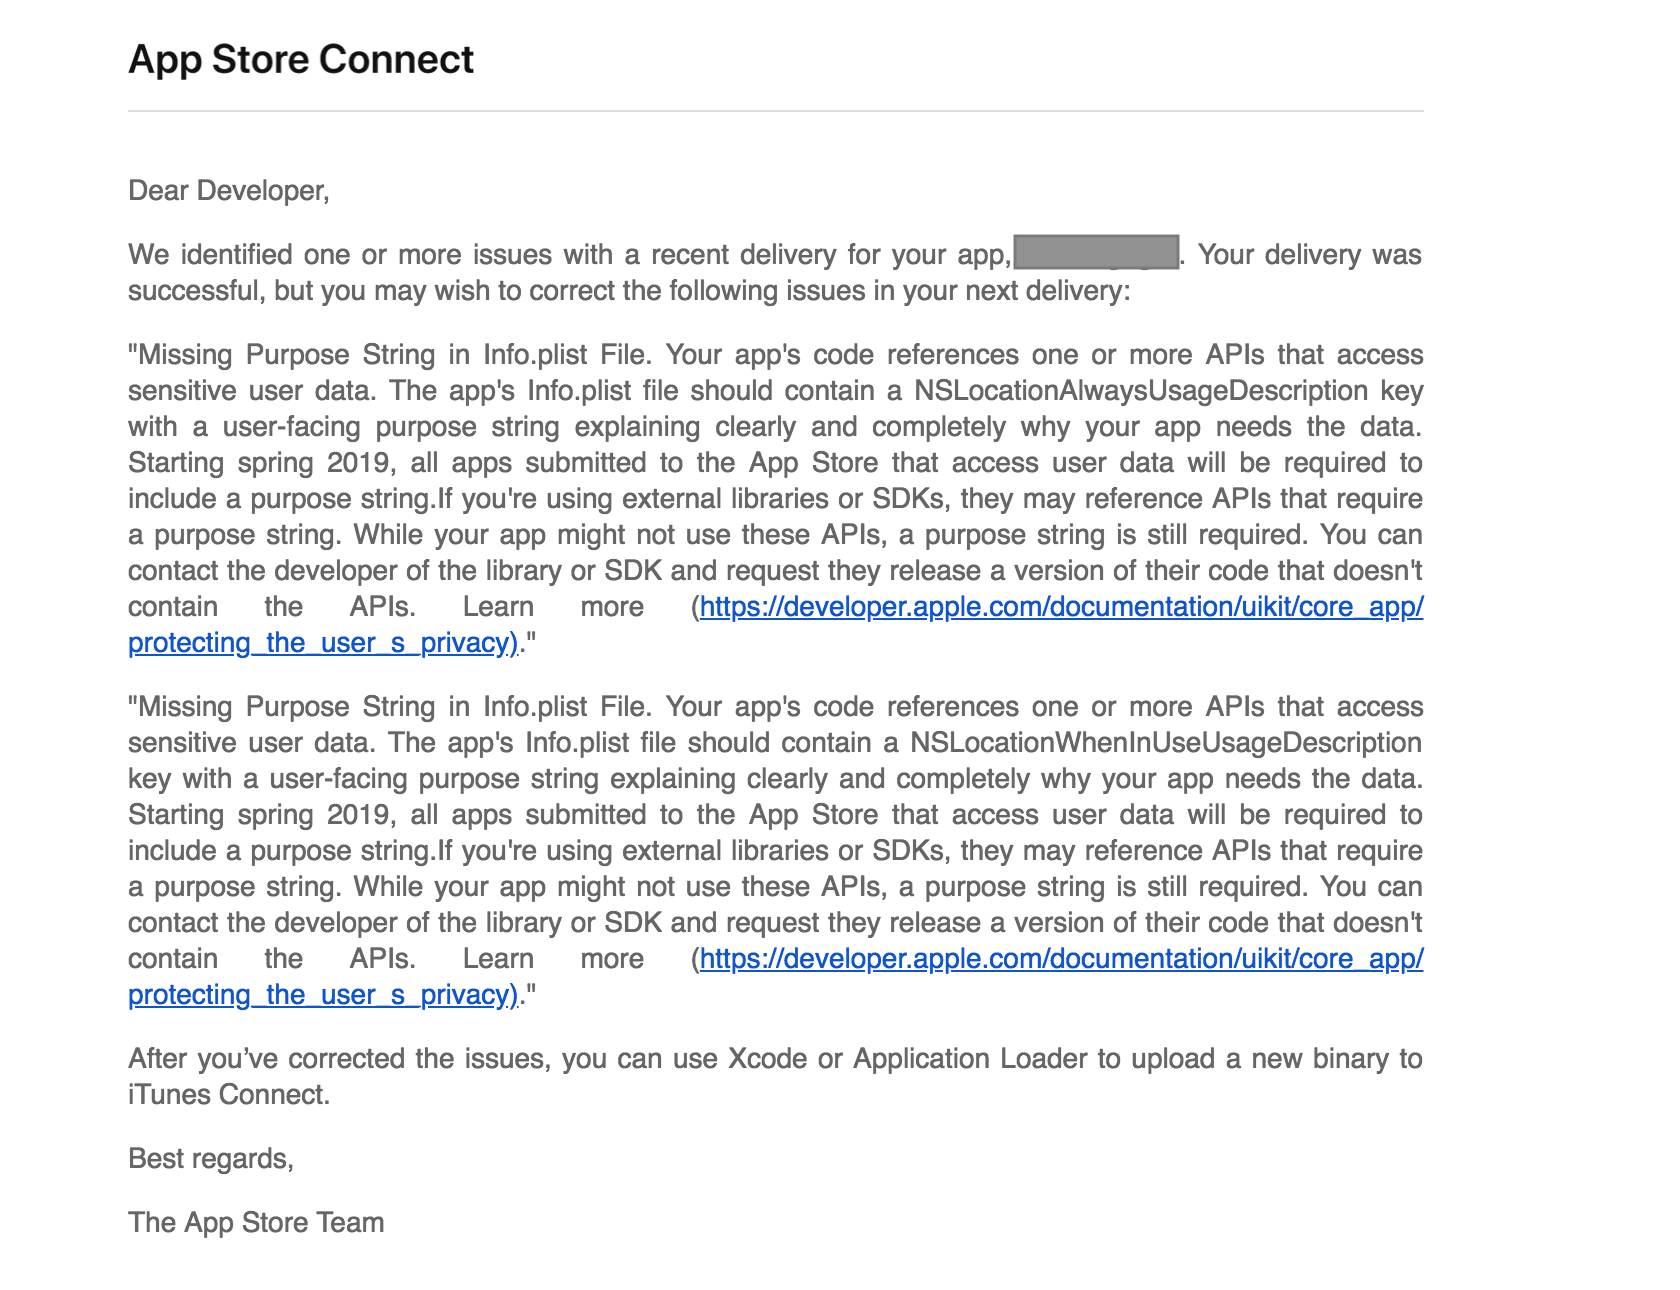 App Store Connect
Dear Developer,
We identified one or more issues with a recent delivery for your app, . Your delivery was
successful, but you may wish to correct the following issues in your next delivery:
"Missing Purpose String in Info.plist File. Your app's code references one or more APIs that access
sensitive user data. The app's Info.plist file should contain a NSLocationAlwaysUsageDescription key
with a user-facing purpose string explaining clearly and completely why your app needs the data.
Starting spring 2019, all apps submitted to the App Store that access user data will be required to
include a purpose string.If you're using external libraries or SDKs, they may reference APIs that require
a purpose string. While your app might not use these APIs, a purpose string is still required. You can
contact the developer of the library or SDK and request they release a version of their code that doesn't
contain the APIs. Learn more (https://developer.apple.com/documentation/uikit/core_app/
protecting_the_user_s_privacy)."
"Missing Purpose String in Info.plist File. Your app's code references one or more APIs that access
sensitive user data. The app's Info.plist file should contain a NSLocationWhenInUseUsageDescription
key with a user-facing purpose string explaining clearly and completely why your app needs the data.
Starting spring 2019, all apps submitted to the App Store that access user data will be required to
include a purpose string.If you're using external libraries or SDKs, they may reference APIs that require
a purpose string. While your app might not use these APIs, a purpose string is still required. You can
contact the developer of the library or SDK and request they release a version of their code that doesn't
contain the APIs. Learn more (https://developer.apple.com/documentation/uikit/core_app/
protecting_the_user_s_privacy)."
After you’ve corrected the issues, you can use Xcode or Application Loader to upload a new binary to
iTunes Connect.
Best regards,
The App Store Team